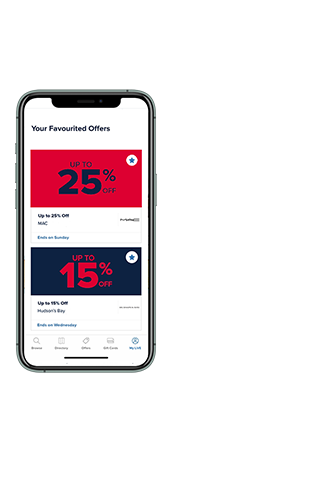 Your Favourited Offers
UP TO
25%
OFF
Up to 25% Off
MAC
Ends on Sunday
UP TO
15%
OFF
Up to 15% Off
Hudson's Bay
Ends on Wednesday
Browse
Directory
Offers
Gift Cards
My LIVE